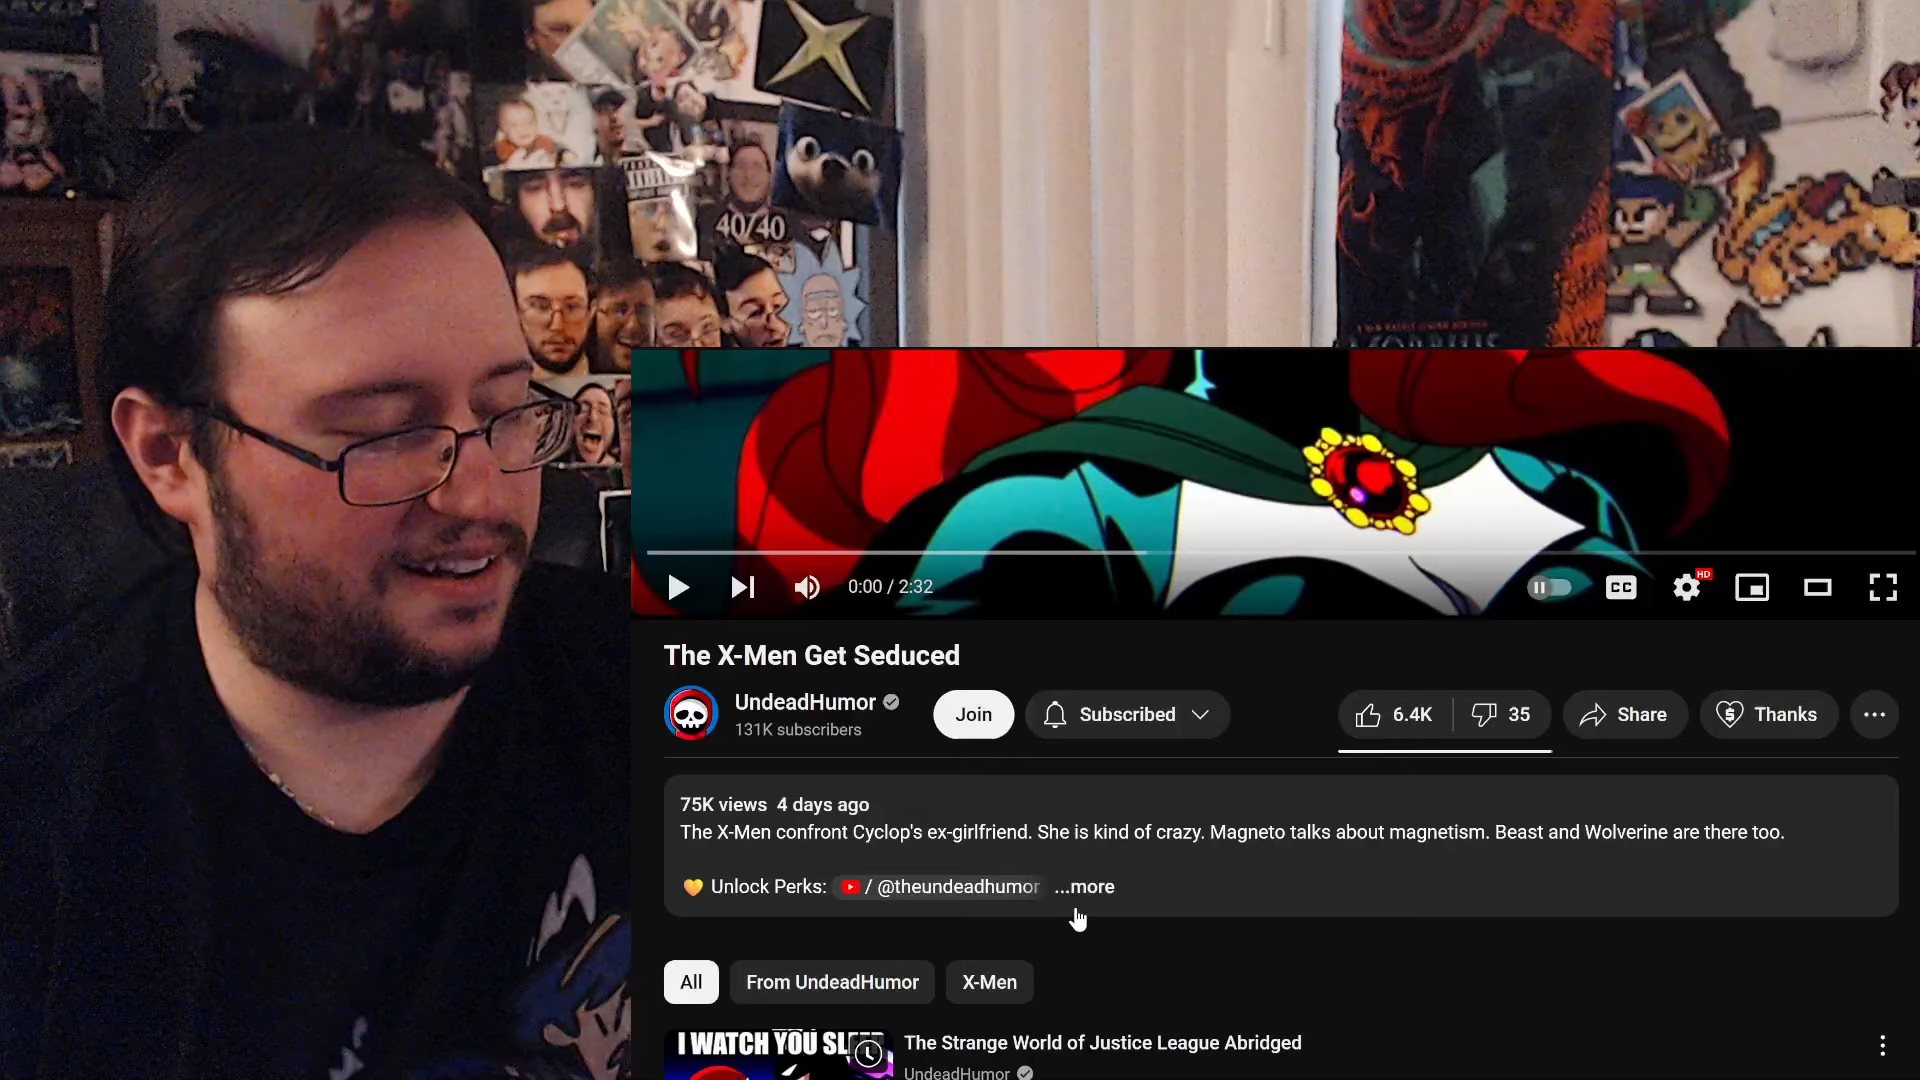 40/40
0:00 / 2:32
CC
HD
The X-Men Get Seduced
UndeadHumor
131K subscribers
Join
Subscribed
6.4K
35
Share
Thanks
75K views 4 days ago
The X-Men confront Cyclop's ex-girlfriend. She is kind of crazy. Magneto talks about magnetism. Beast and Wolverine are there too.
Unlock Perks: / @theundeadhumor ...more
All
From UndeadHumor
X-Men
I WATCH YOU SLEEP
The Strange World of Justice League Abridged
UndeadHumor